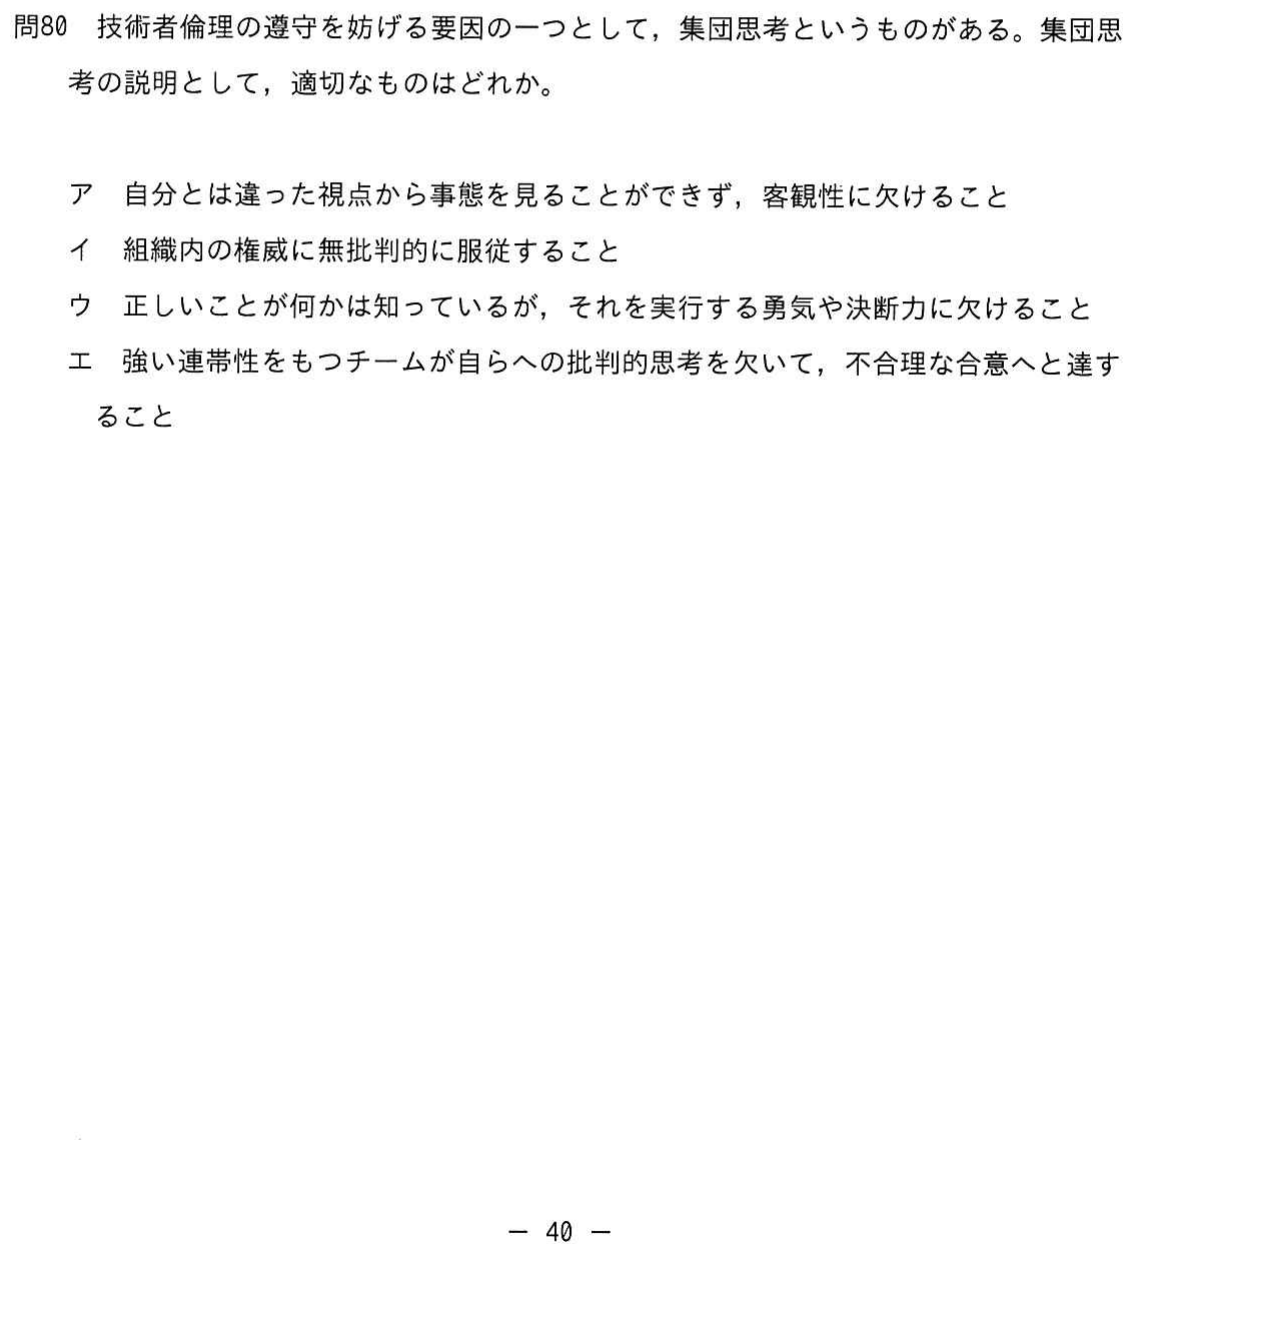 問80　技術者倫理の遵守を妨げる要因の一つとして，集団思考というものがある。集団思
考の説明として，適切なものはどれか。
ア　自分とは違った視点から事態を見ることができず，客観性に欠けること
イ　組織内の権威に無批判的に服従すること
ウ　正しいことが何かは知っているが，それを実行する勇気や決断力に欠けること
エ　強い連帯性をもつチームが自らへの批判的思考を欠いて，不合理な合意へと達す
ること
－ 40 －